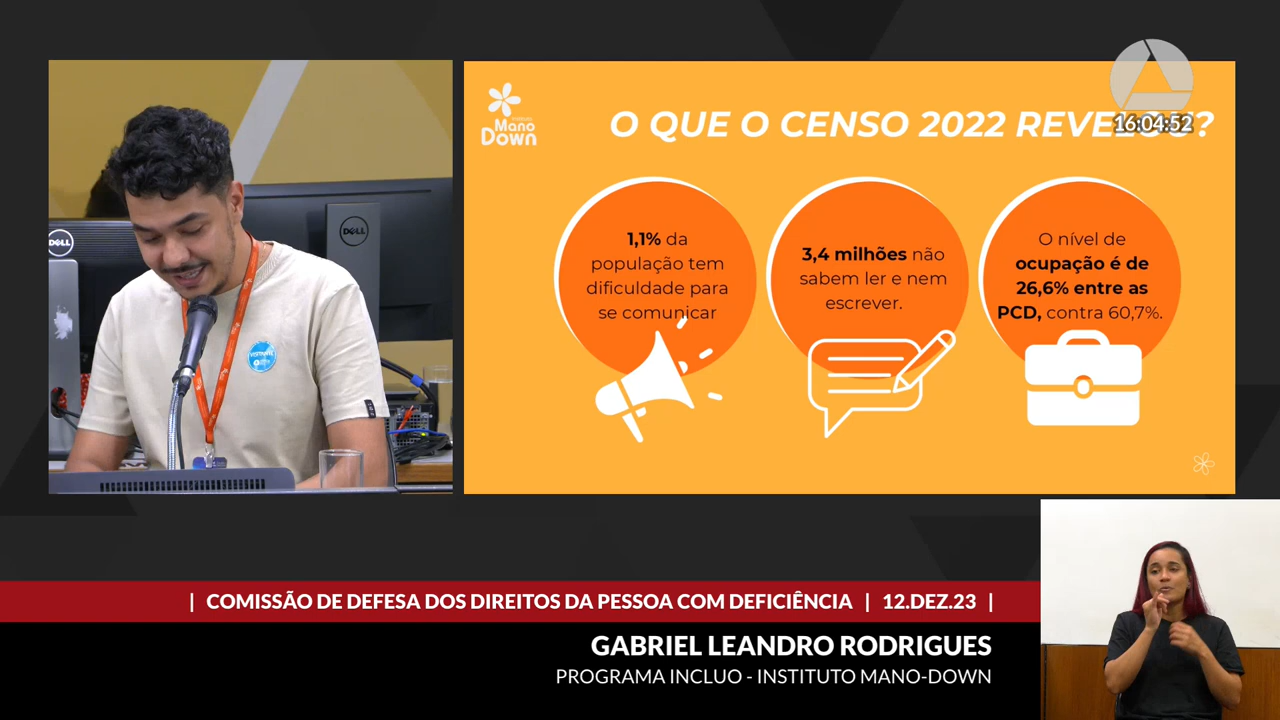 16:04:52
INSTITUTO
Mano
Down
O QUE O CENSO 2022 REVELOU?
1,1% da
população tem
dificuldade para
se comunicar
3,4 milhões não
sabem ler e nem
escrever.
O nível de
ocupação é de
26,6% entre as
PCD, contra 60,7%.
DELL
DELL
VISITANTE
| COMISSÃO DE DEFESA DOS DIREITOS DA PESSOA COM DEFICIÊNCIA | 12.DEZ.23 |
GABRIEL LEANDRO RODRIGUES
PROGRAMA INCLUO - INSTITUTO MANO-DOWN